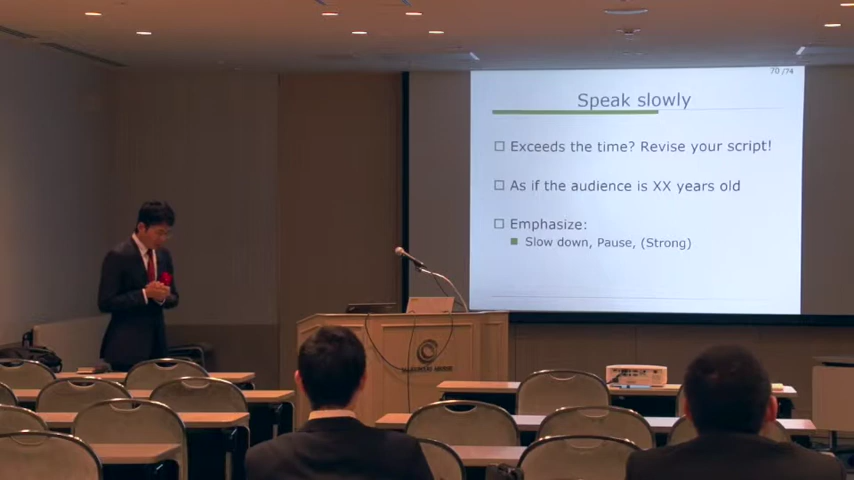 70 /74
Speak slowly
Exceeds the time? Revise your script!
As if the audience is XX years old
Emphasize:
Slow down, Pause, (Strong)